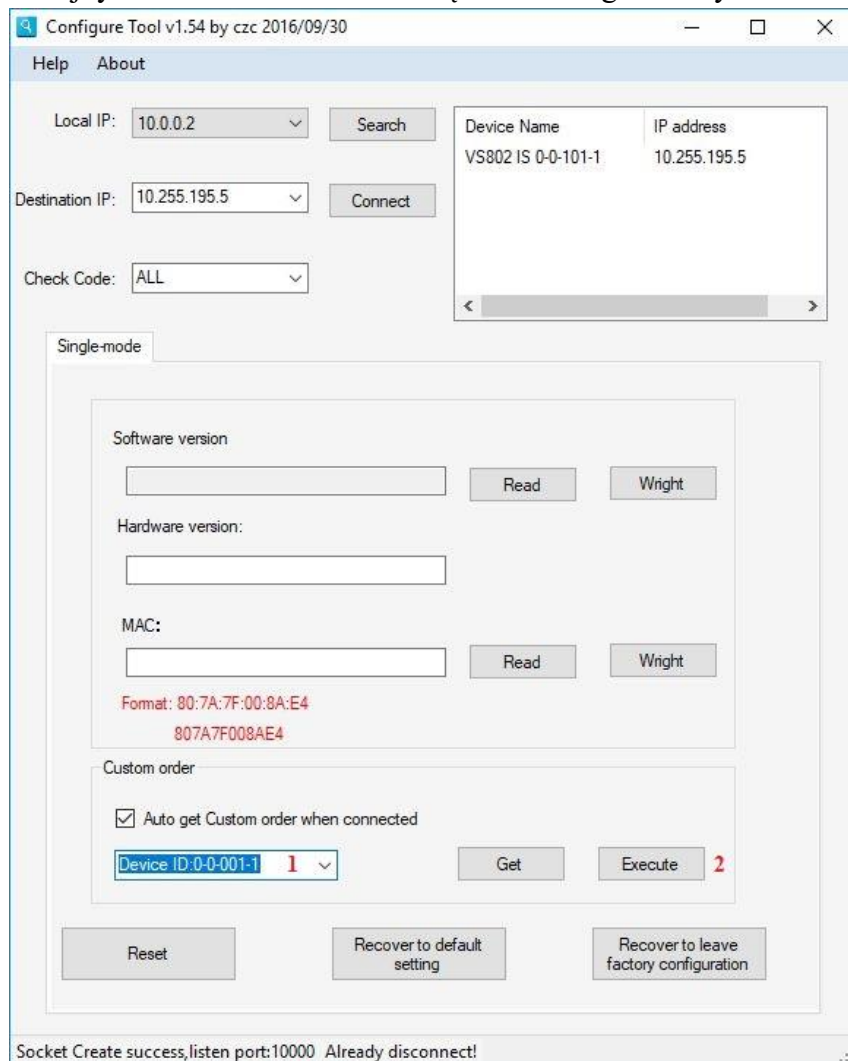 Configure Tool v1.54 by czc 2016/09/30
Help About
Local IP: 10.0.0.2 Search
Device Name IP address
VS802 IS 0-0-101-1 10.255.195.5
Destination IP: 10.255.195.5 Connect
Check Code: ALL
Single-mode
Software version
Read Wright
Hardware version:
MAC:
Read Wright
Format: 80:7A:7F:00:8A:E4
807A7F008AE4
Custom order
Auto get Custom order when connected
Device ID:0-0-001-1 1 Get Execute 2
Reset
Recover to default
setting
Recover to leave
factory configuration
Socket Create success,listen port:10000 Already disconnect!